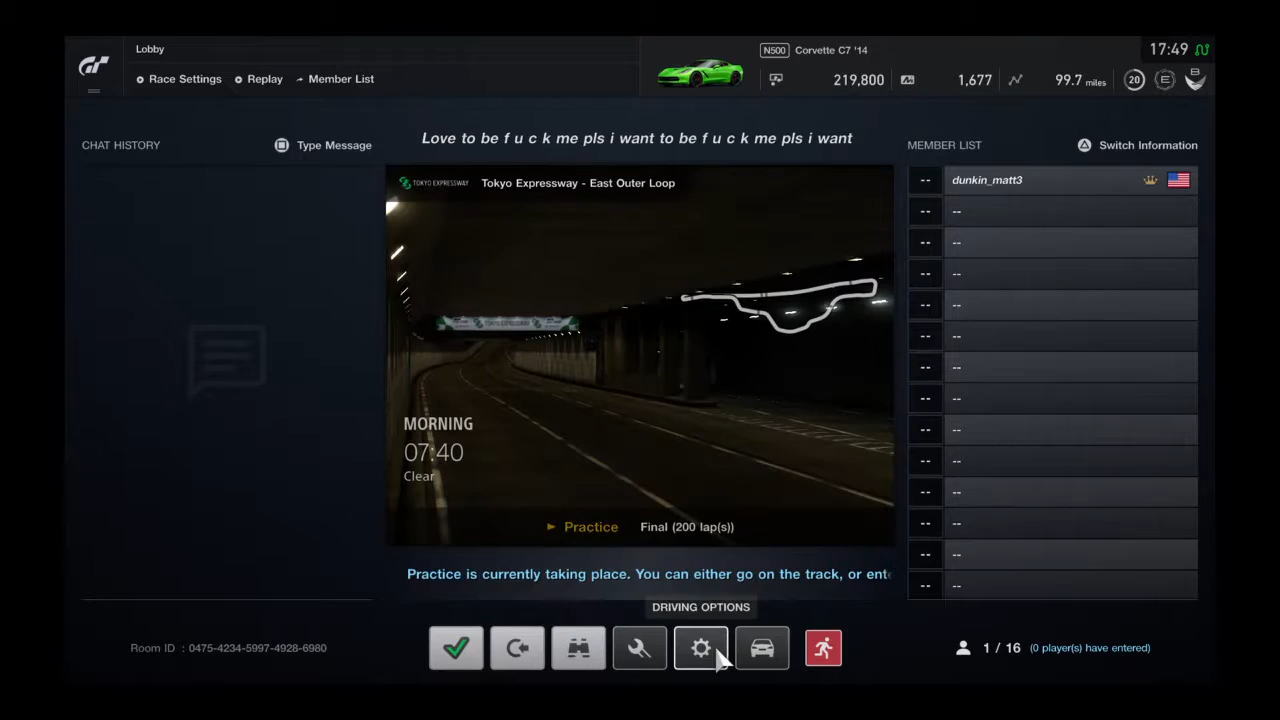 Lobby
N500 Corvette C7 '14
17:49
Race Settings Replay Member List
219,800 1,677 99.7 miles 20 E B
CHAT HISTORY Type Message
Love to be f u c k me pls i want to be f u c k me pls i want
MEMBER LIST Switch Information
TOKYO EXPRESSWAY Tokyo Expressway - East Outer Loop
-- dunkin_matt3
-- --
-- --
-- --
-- --
TOKYO EXPRESSWAY
-- --
-- --
-- --
MORNING
-- --
07:40
-- --
Clear
-- --
Practice Final (200 lap(s))
-- --
-- --
Practice is currently taking place. You can either go on the track, or ente
-- --
DRIVING OPTIONS
Room ID : 0475-4234-5997-4928-6980
1 / 16 (0 player(s) have entered)